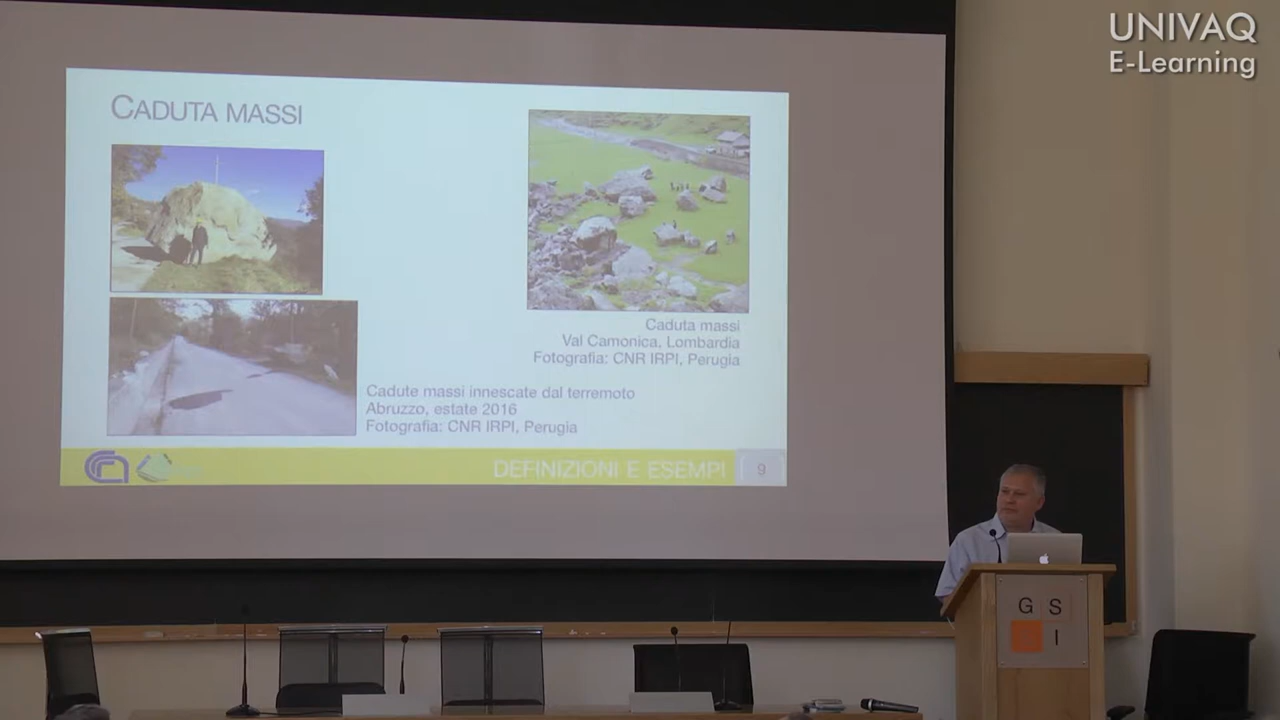 UNIVAQ
E-Learning
CADUTA MASSI
Caduta massi
Val Camonica, Lombardia
Fotografia: CNR IRPI, Perugia
Cadute massi innescate dal terremoto
Abruzzo, estate 2016
Fotografia: CNR IRPI, Perugia
DEFINIZIONI E ESEMPI
9
G S
I